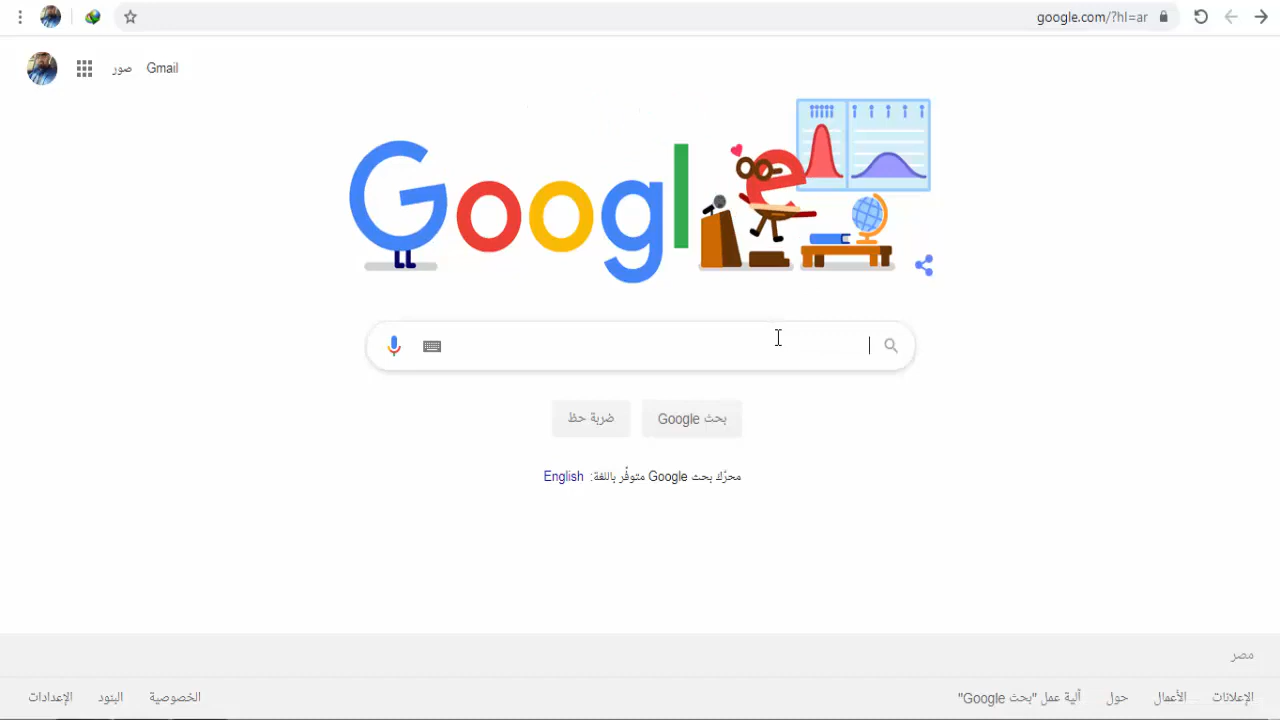 google.com/?hl=ar
صور Gmail
Google
بحث Google
ضربة حظ
محرّك بحث Google متوفُّر باللغة: English
مصر
الإعلانات الأعمال حول ألية عمل "بحث Google"
الخصوصية البنود الإعدادات